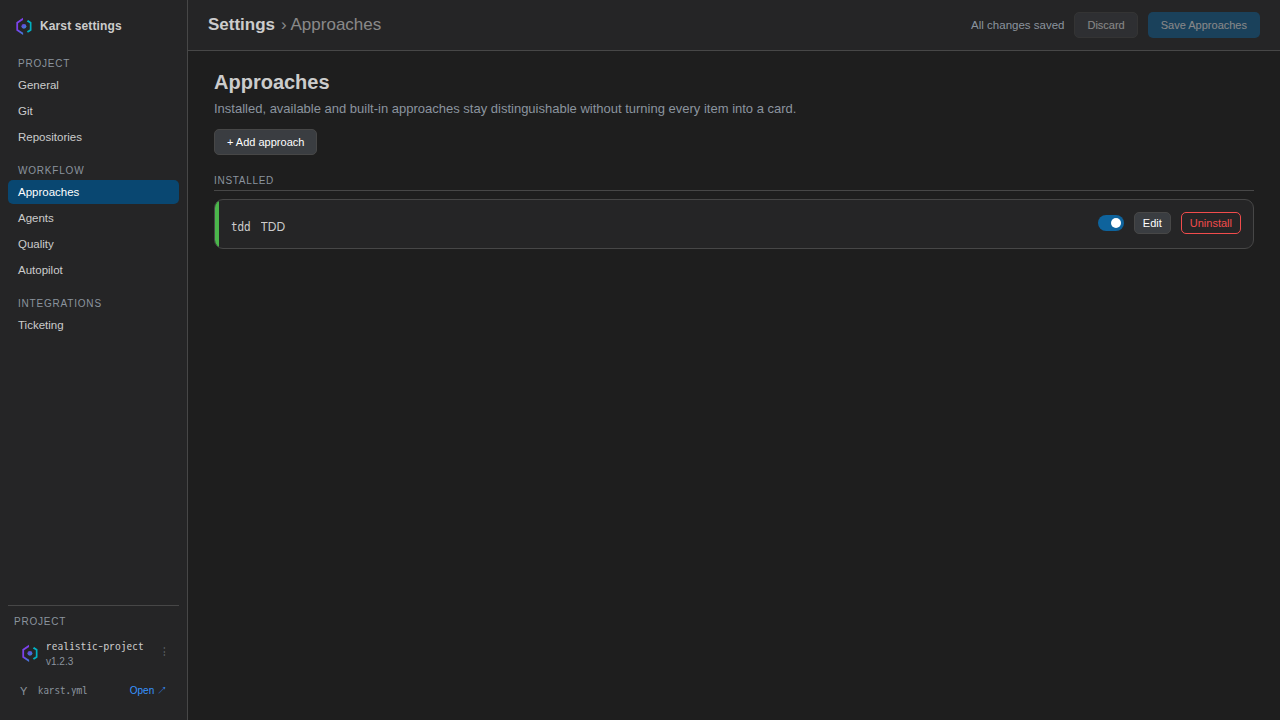 Karst settings
PROJECT
General
Git
Repositories
WORKFLOW
Approaches
Agents
Quality
Autopilot
INTEGRATIONS
Ticketing
PROJECT
realistic-project
v1.2.3
Y karst.yml Open ↗
Settings › Approaches
All changes saved Discard Save Approaches
Approaches
Installed, available and built-in approaches stay distinguishable without turning every item into a card.
+ Add approach
INSTALLED
tdd TDD Edit Uninstall